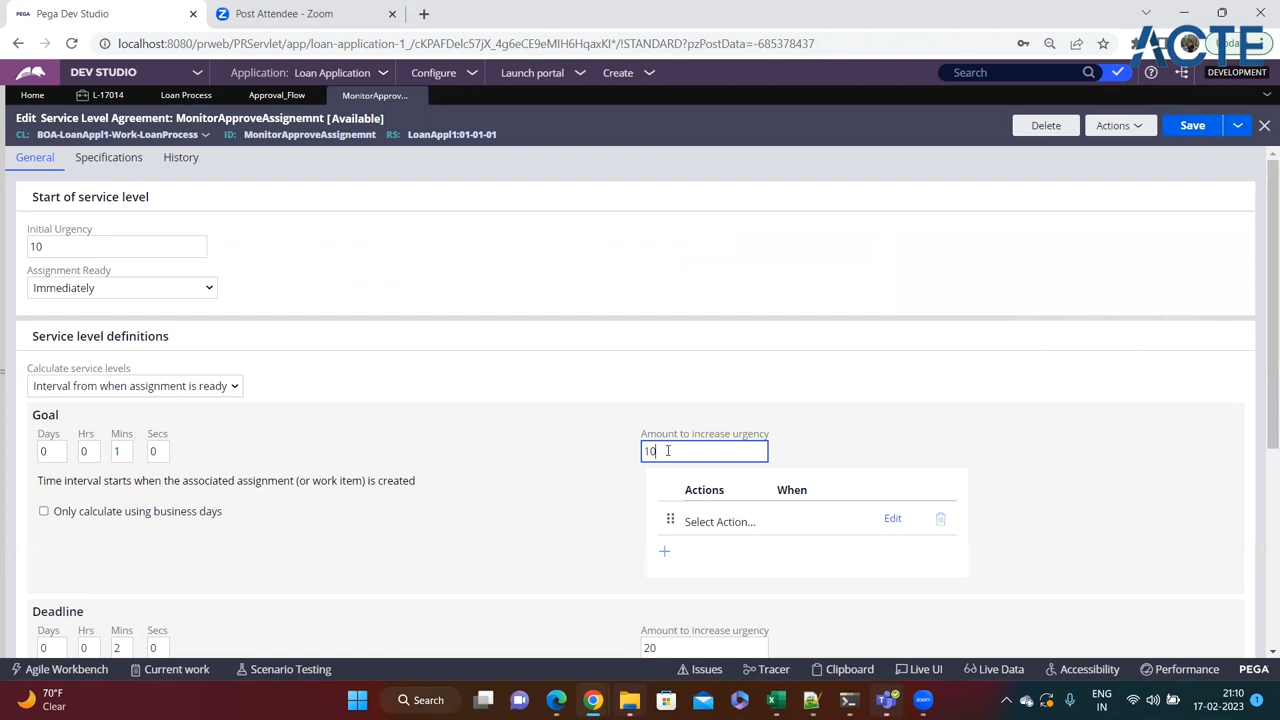 Pega Dev Studio
Post Attendee - Zoom
localhost:8080/prweb/PRServlet/app/loan-application-1_/
!STANDARD?pzPostData=-685378437
ACTE
DEV STUDIO
Application: Loan Application
Configure
Launch portal
Create
Search
DEVELOPMENT
Home
L-17014
Loan Process
Approval_Flow
MonitorApprov...
Edit Service Level Agreement: MonitorApproveAssignemnt [Available]
CL: BOA-LoanAppl1-Work-LoanProcess ID: MonitorApproveAssignemnt RS: LoanAppl1:01-01-01
Delete
Actions
Save
General
Specifications
History
Start of service level
Initial Urgency
10
Assignment Ready
Immediately
Service level definitions
Calculate service levels
Interval from when assignment is ready
Goal
Days Hrs Mins Secs
0 0 1 0
Amount to increase urgency
10
Time interval starts when the associated assignment (or work item) is created
Only calculate using business days
Actions When
Select Action...
Edit
Deadline
Days Hrs Mins Secs
0 0 2 0
Amount to increase urgency
20
Agile Workbench
Current work
Scenario Testing
Issues
Tracer
Clipboard
Live UI
Live Data
Accessibility
Performance
PEGA
70°F
Clear
Search
ENG
IN
21:10
17-02-2023